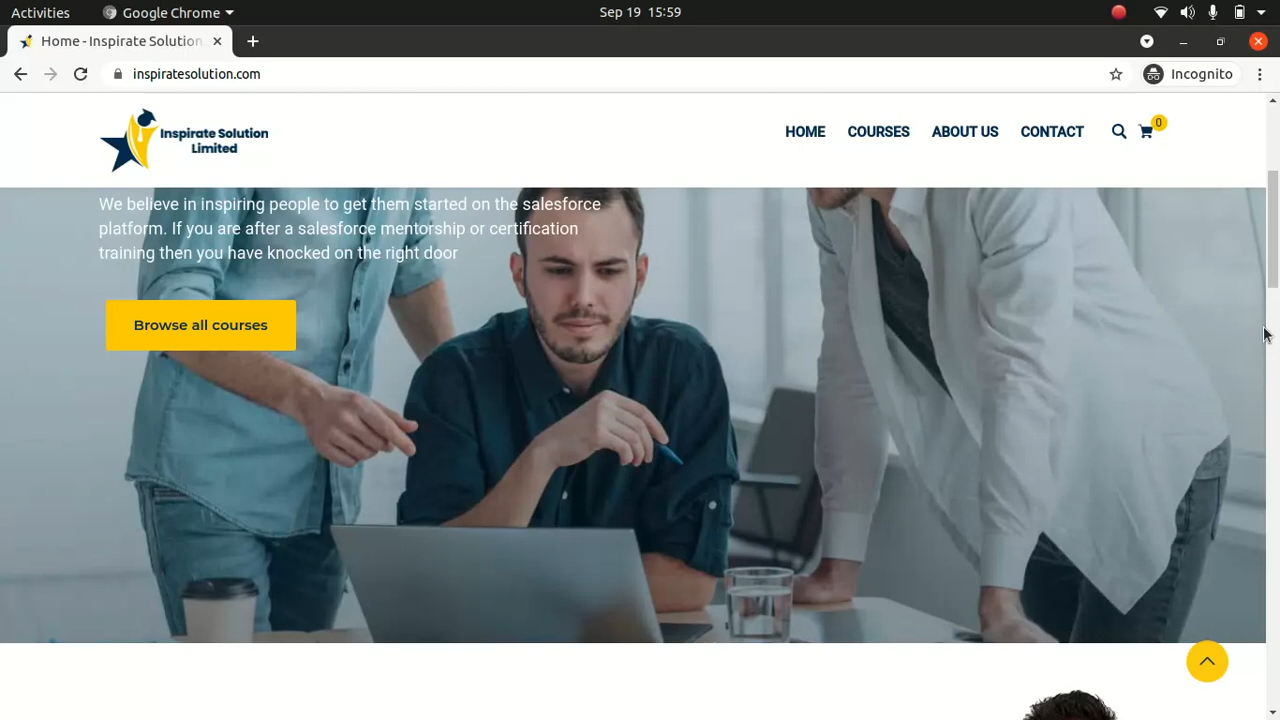 Activities
Google Chrome
Sep 19 15:59
Home - Inspirate Solution
inspiratesolution.com
Incognito
Inspirate Solution
Limited
HOME
COURSES
ABOUT US
CONTACT
0
We believe in inspiring people to get them started on the salesforce
platform. If you are after a salesforce mentorship or certification
training then you have knocked on the right door
Browse all courses